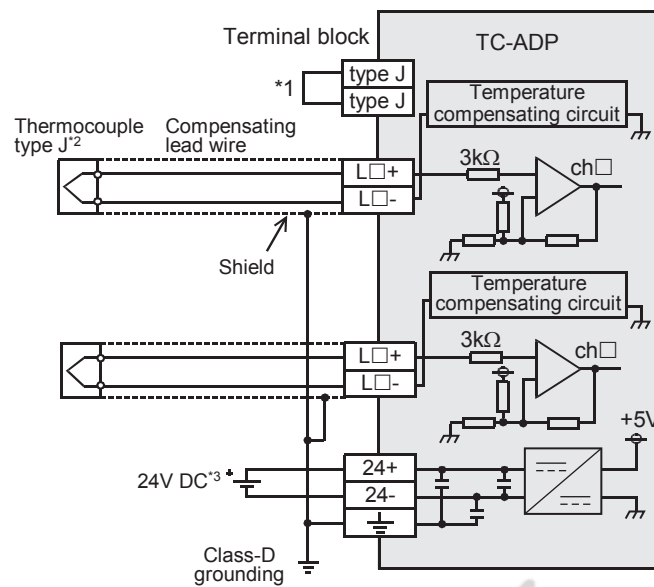 Terminal block
TC-ADP
*1
type J
type J
Temperature
compensating circuit
Thermocouple
type J*2
Compensating
lead wire
L□+
L□-
3kΩ
ch□
Shield
Temperature
compensating circuit
L□+
L□-
3kΩ
ch□
+5V
24V DC*3
24+
24-
Class-D
grounding